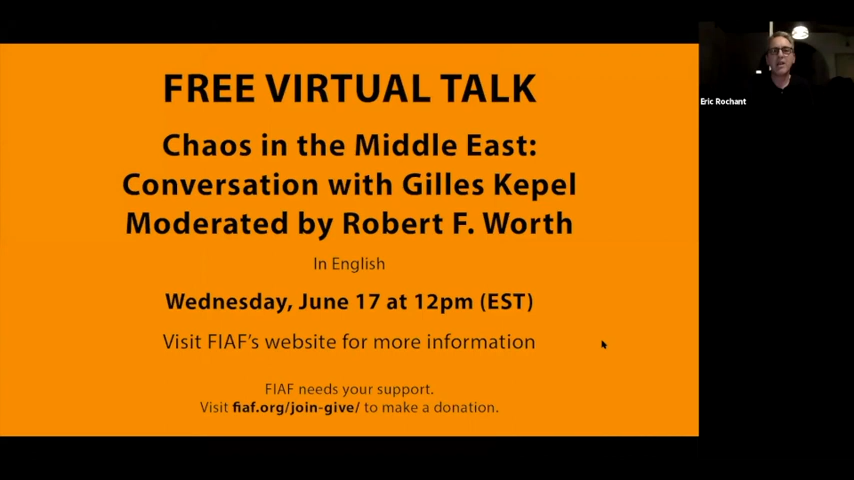 FREE VIRTUAL TALK
Chaos in the Middle East:
Conversation with Gilles Kepel
Moderated by Robert F. Worth
In English
Wednesday, June 17 at 12pm (EST)
Visit FIAF's website for more information
FIAF needs your support.
Visit fiaf.org/join-give/ to make a donation.
Eric Rochant